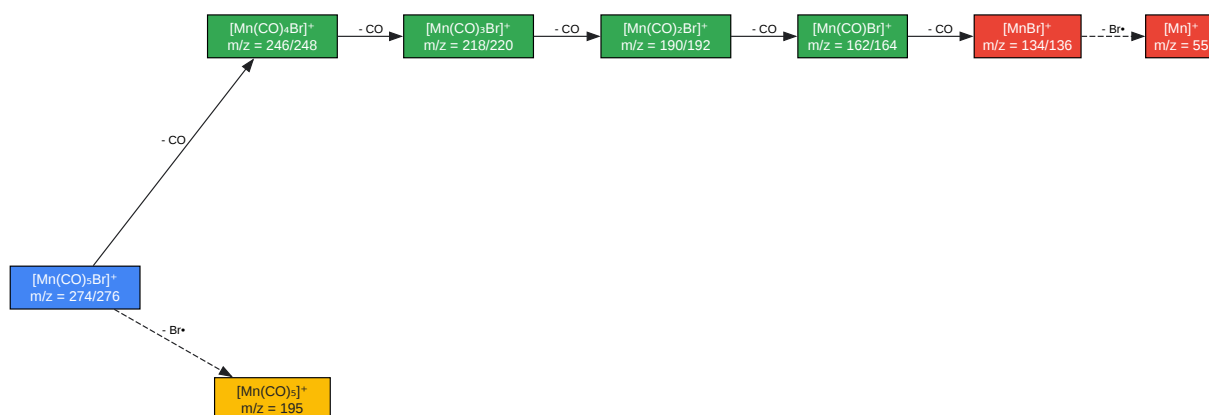 [Mn(CO)₄Br]⁺
m/z = 246/248
- CO
[Mn(CO)₃Br]⁺
m/z = 218/220
- CO
[Mn(CO)₂Br]⁺
m/z = 190/192
- CO
[Mn(CO)Br]⁺
m/z = 162/164
- CO
[MnBr]⁺
m/z = 134/136
- Br•
[Mn]⁺
m/z = 55
- CO
[Mn(CO)₅Br]⁺
m/z = 274/276
- Br•
[Mn(CO)₅]⁺
m/z = 195